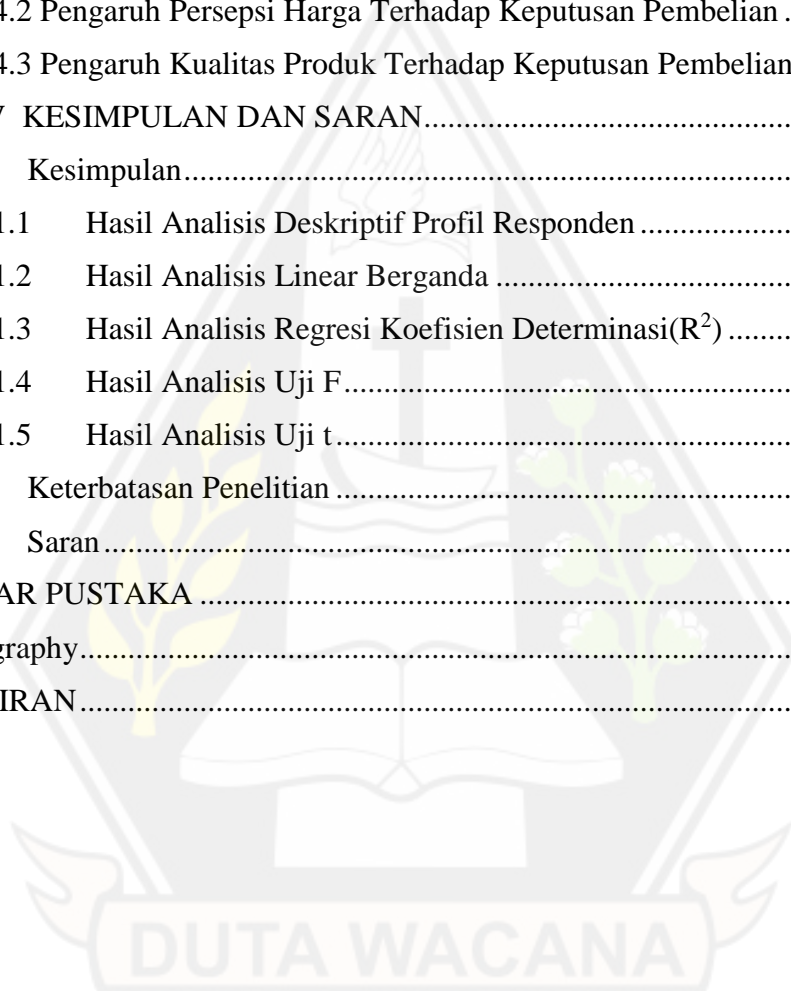 4.2 Pengaruh Persepsi Harga Terhadap Keputusan Pembelian .
4.3 Pengaruh Kualitas Produk Terhadap Keputusan Pembelian
KESIMPULAN DAN SARAN..............................................
Kesimpulan..............................................................................
1.1 Hasil Analisis Deskriptif Profil Responden ...................
1.2 Hasil Analisis Linear Berganda .....................................
1.3 Hasil Analisis Regresi Koefisien Determinasi(R²) ........
1.4 Hasil Analisis Uji F.........................................................
1.5 Hasil Analisis Uji t..........................................................
Keterbatasan Penelitian ..........................................................
Saran........................................................................................
AR PUSTAKA ...........................................................................
graphy..........................................................................................
IRAN..........................................................................................
DUTA WACANA